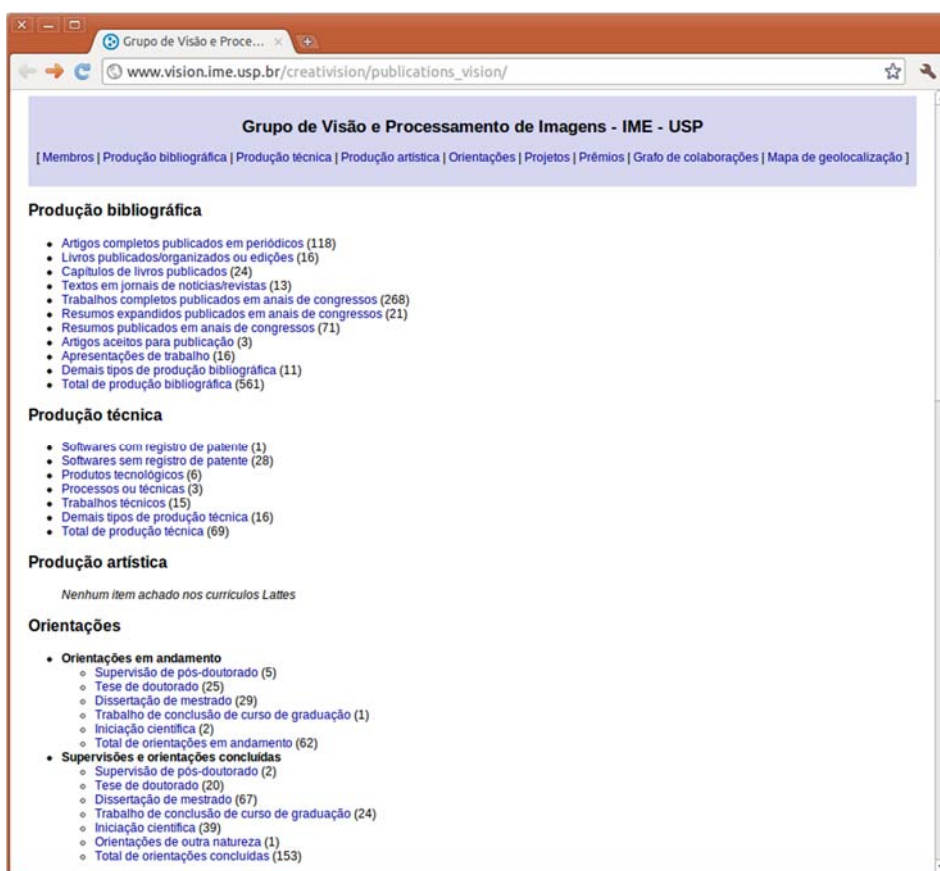 Grupo de Visão e Proce...
www.vision.ime.usp.br/creativision/publications_vision/
Grupo de Visão e Processamento de Imagens - IME - USP
[ Membros | Produção bibliográfica | Produção técnica | Produção artística | Orientações | Projetos | Prêmios | Grafo de colaborações | Mapa de geolocalização ]
Produção bibliográfica
• Artigos completos publicados em periódicos (118)
• Livros publicados/organizados ou edições (16)
• Capítulos de livros publicados (24)
• Textos em jornais de notícias/revistas (13)
• Trabalhos completos publicados em anais de congressos (268)
• Resumos expandidos publicados em anais de congressos (21)
• Resumos publicados em anais de congressos (71)
• Artigos aceitos para publicação (3)
• Apresentações de trabalho (16)
• Demais tipos de produção bibliográfica (11)
• Total de produção bibliográfica (561)
Produção técnica
• Softwares com registro de patente (1)
• Softwares sem registro de patente (28)
• Produtos tecnológicos (6)
• Processos ou técnicas (3)
• Trabalhos técnicos (15)
• Demais tipos de produção técnica (16)
• Total de produção técnica (69)
Produção artística
Nenhum item achado nos currículos Lattes
Orientações
• Orientações em andamento
◦ Supervisão de pós-doutorado (5)
◦ Tese de doutorado (25)
◦ Dissertação de mestrado (29)
◦ Trabalho de conclusão de curso de graduação (1)
◦ Iniciação científica (2)
◦ Total de orientações em andamento (62)
• Supervisões e orientações concluídas
◦ Supervisão de pós-doutorado (2)
◦ Tese de doutorado (20)
◦ Dissertação de mestrado (67)
◦ Trabalho de conclusão de curso de graduação (24)
◦ Iniciação científica (39)
◦ Orientações de outra natureza (1)
◦ Total de orientações concluídas (153)